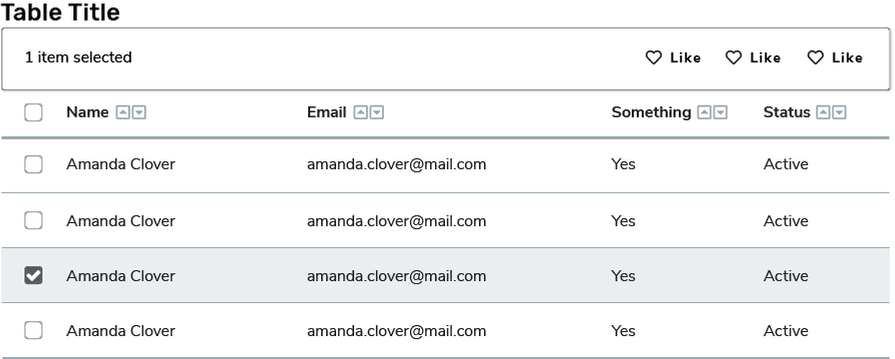 Table Title
1 item selected Like Like Like
Name Email Something Status
Amanda Clover amanda.clover@mail.com Yes Active
Amanda Clover amanda.clover@mail.com Yes Active
Amanda Clover amanda.clover@mail.com Yes Active
Amanda Clover amanda.clover@mail.com Yes Active